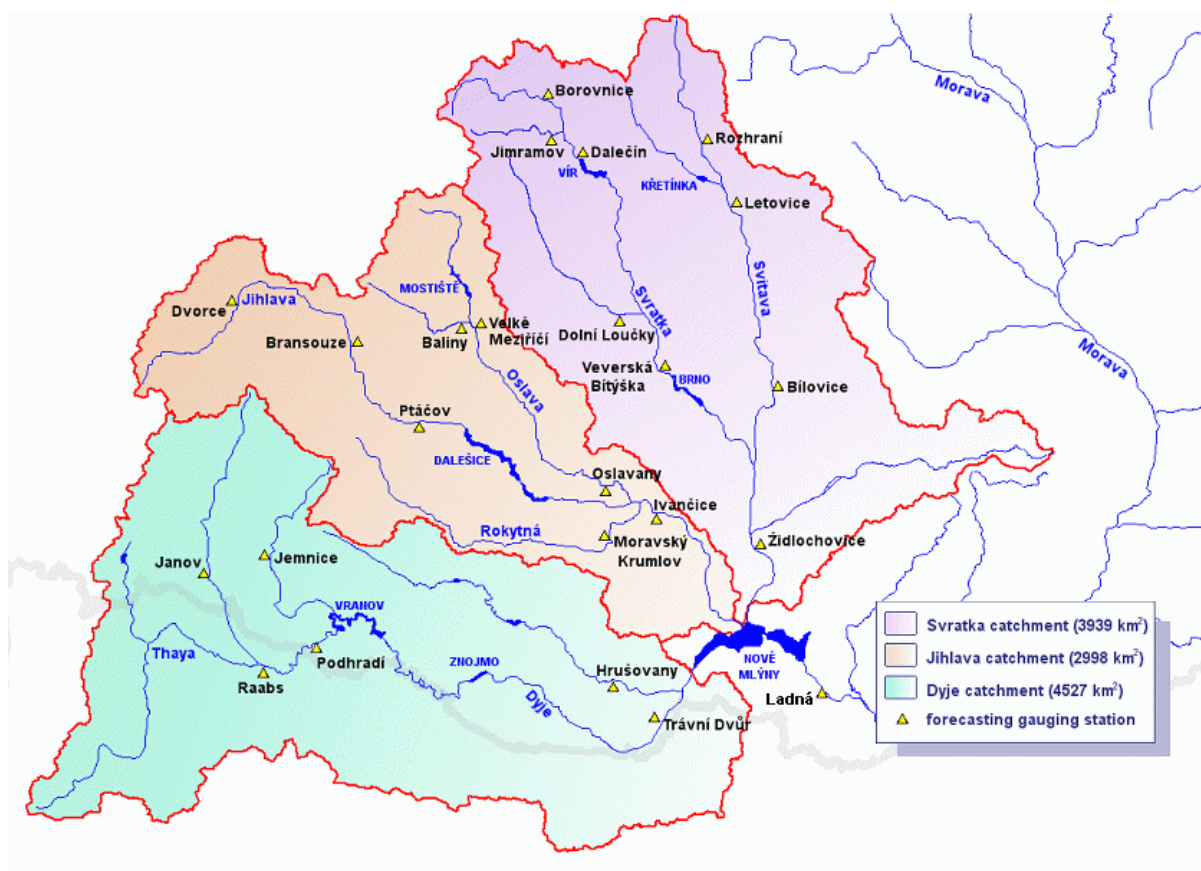 Morava
Borovnice
Rozhraní
Jimramov
Dalečín
VÍR
KŘETÍNKA
Letovice
Svitava
MOSTIŠTĚ
Dvorce
Jihlava
Svratka
Velké
Meziříčí
Baliny
Bransouze
Dolní Loučky
Morava
Veverská
Bítýška
BRNO
Bílovice
Oslava
Ptáčov
DALEŠICE
Oslavany
Ivančice
Rokytná
Moravský
Krumlov
Židlochovice
Janov
Jemnice
VRANOV
Thaya
Podhradí
Raabs
ZNOJMO
Dyje
Hrušovany
Trávní Dvůr
NOVÉ
MLÝNY
Ladná
Svratka catchment (3939 km²)
Jihlava catchment (2998 km²)
Dyje catchment (4527 km²)
forecasting gauging station